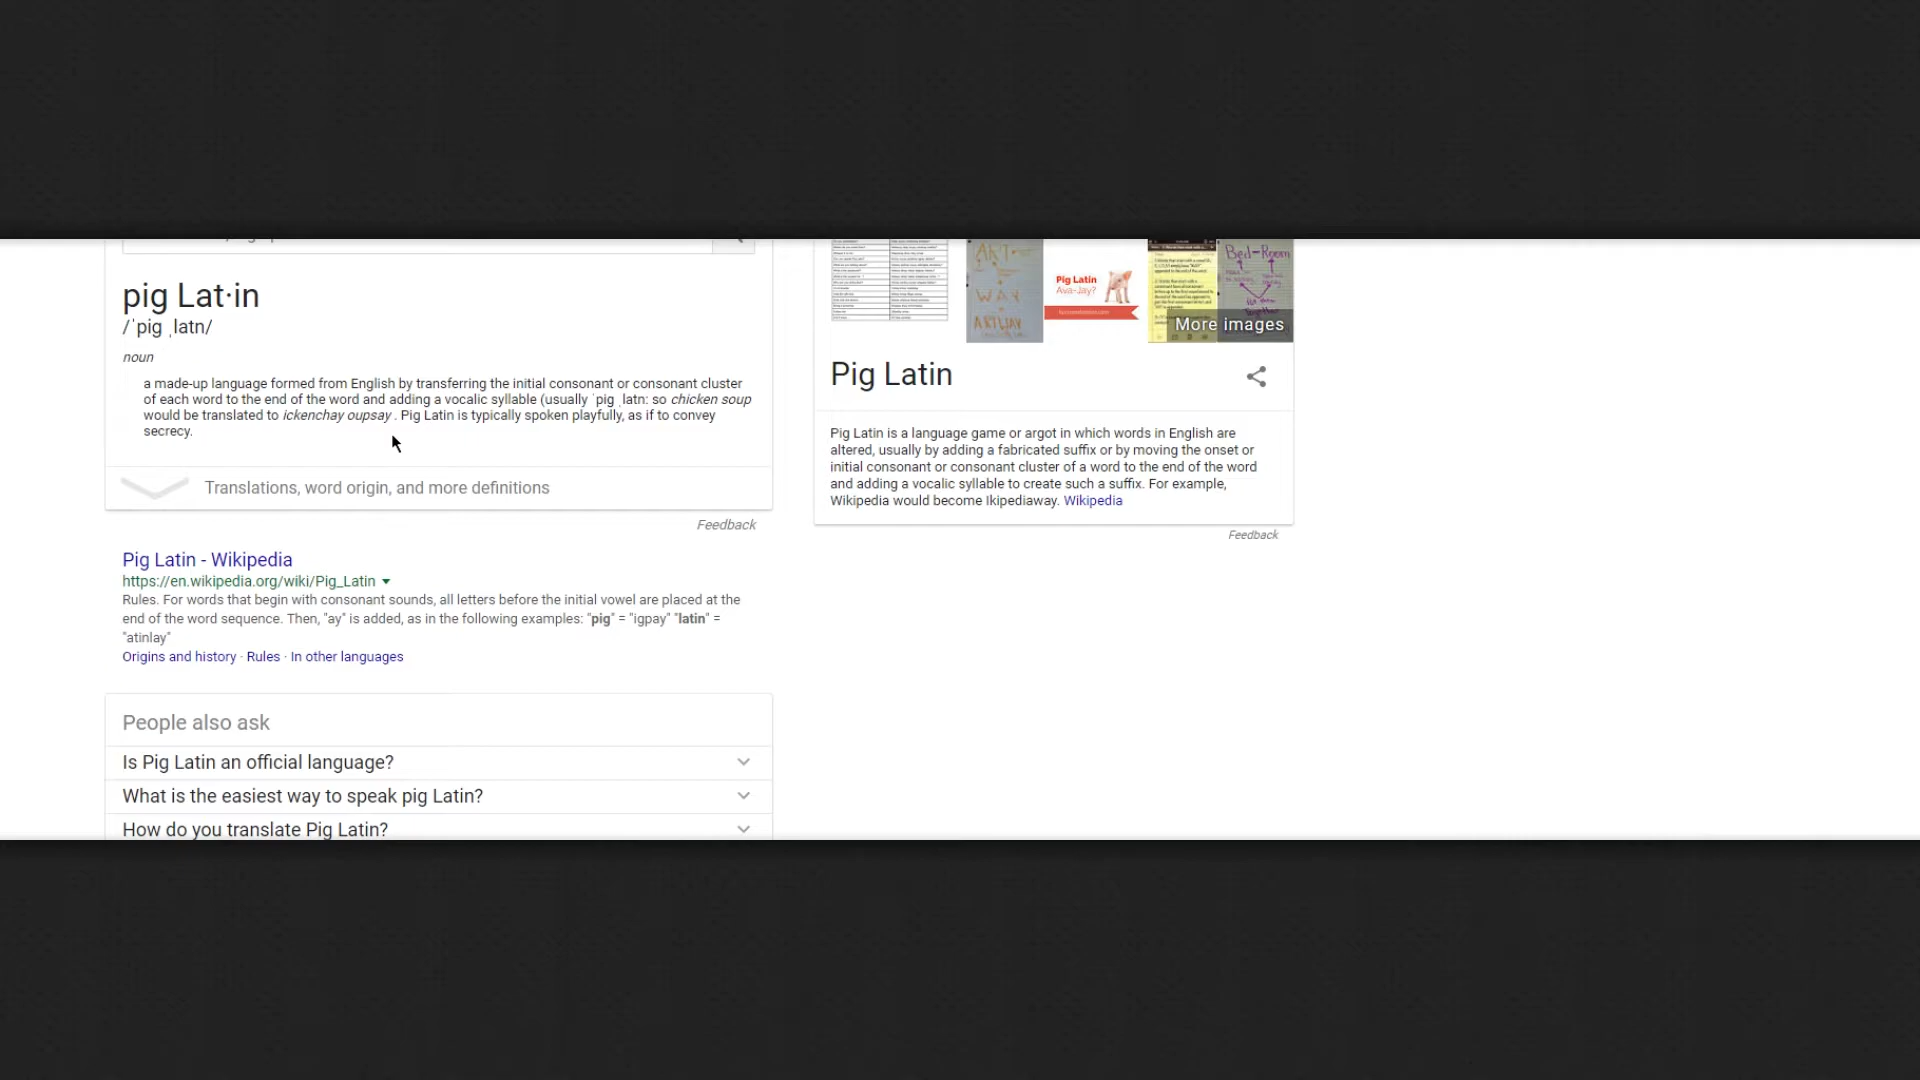 pig Lat·in
/ˈpig ˌlatn/
noun
a made-up language formed from English by transferring the initial consonant or consonant cluster
of each word to the end of the word and adding a vocalic syllable (usually ˈpig ˌlatn: so chicken soup
would be translated to ickenchay oupsay . Pig Latin is typically spoken playfully, as if to convey
secrecy.
Translations, word origin, and more definitions
Feedback
Pig Latin - Wikipedia
https://en.wikipedia.org/wiki/Pig_Latin
Rules. For words that begin with consonant sounds, all letters before the initial vowel are placed at the
end of the word sequence. Then, "ay" is added, as in the following examples: "pig" = "igpay" "latin" =
"atinlay"
Origins and history · Rules · In other languages
People also ask
Is Pig Latin an official language?
What is the easiest way to speak pig Latin?
How do you translate Pig Latin?
ART
WAY
ARTWAY
Pig Latin
Ava-Jay?
Bed-Room
More images
Pig Latin
Pig Latin is a language game or argot in which words in English are
altered, usually by adding a fabricated suffix or by moving the onset or
initial consonant or consonant cluster of a word to the end of the word
and adding a vocalic syllable to create such a suffix. For example,
Wikipedia would become Ikipediaway. Wikipedia
Feedback